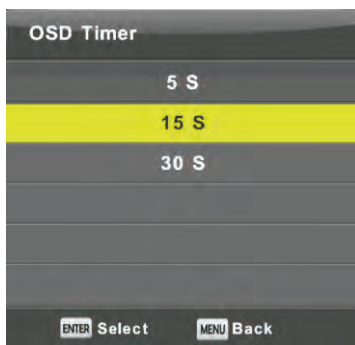 OSD Timer
5 S
15 S
30 S
ENTER Select MENU Back